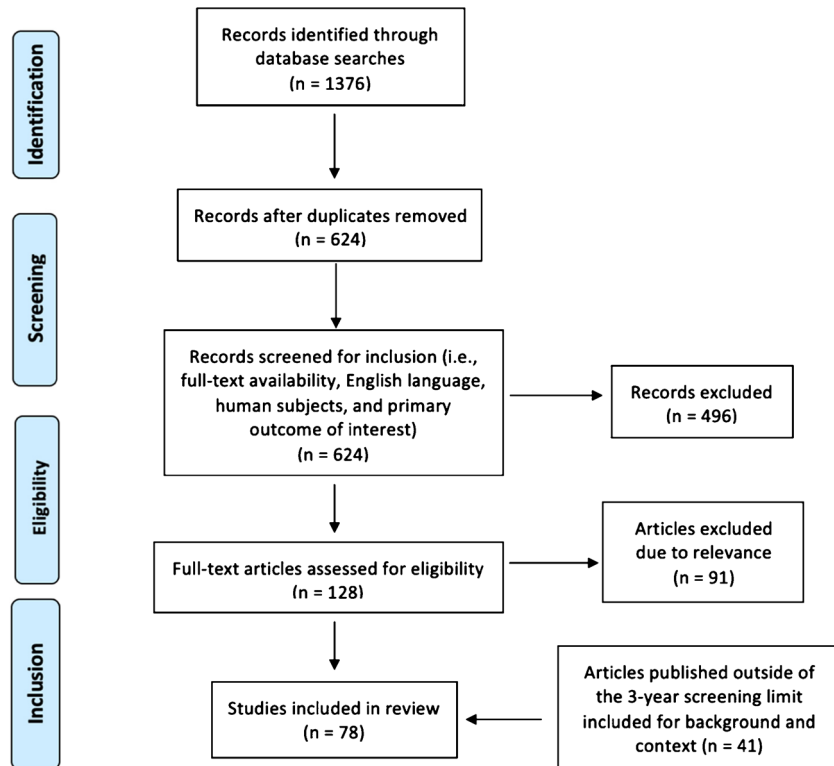 Identification
Records identified through
database searches
(n = 1376)
Records after duplicates removed
(n = 624)
Screening
Records screened for inclusion (i.e.,
full-text availability, English language,
human subjects, and primary
outcome of interest)
(n = 624)
Records excluded
(n = 496)
Eligibility
Full-text articles assessed for eligibility
(n = 128)
Articles excluded
due to relevance
(n = 91)
Inclusion
Studies included in review
(n = 78)
Articles published outside of
the 3-year screening limit
included for background and
context (n = 41)